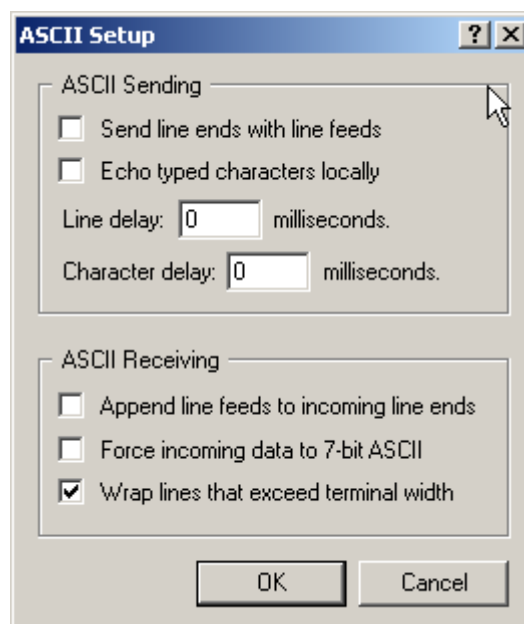 ASCII Setup
ASCII Sending
Send line ends with line feeds
Echo typed characters locally
Line delay: 0 milliseconds.
Character delay: 0 milliseconds.
ASCII Receiving
Append line feeds to incoming line ends
Force incoming data to 7-bit ASCII
Wrap lines that exceed terminal width
OK Cancel